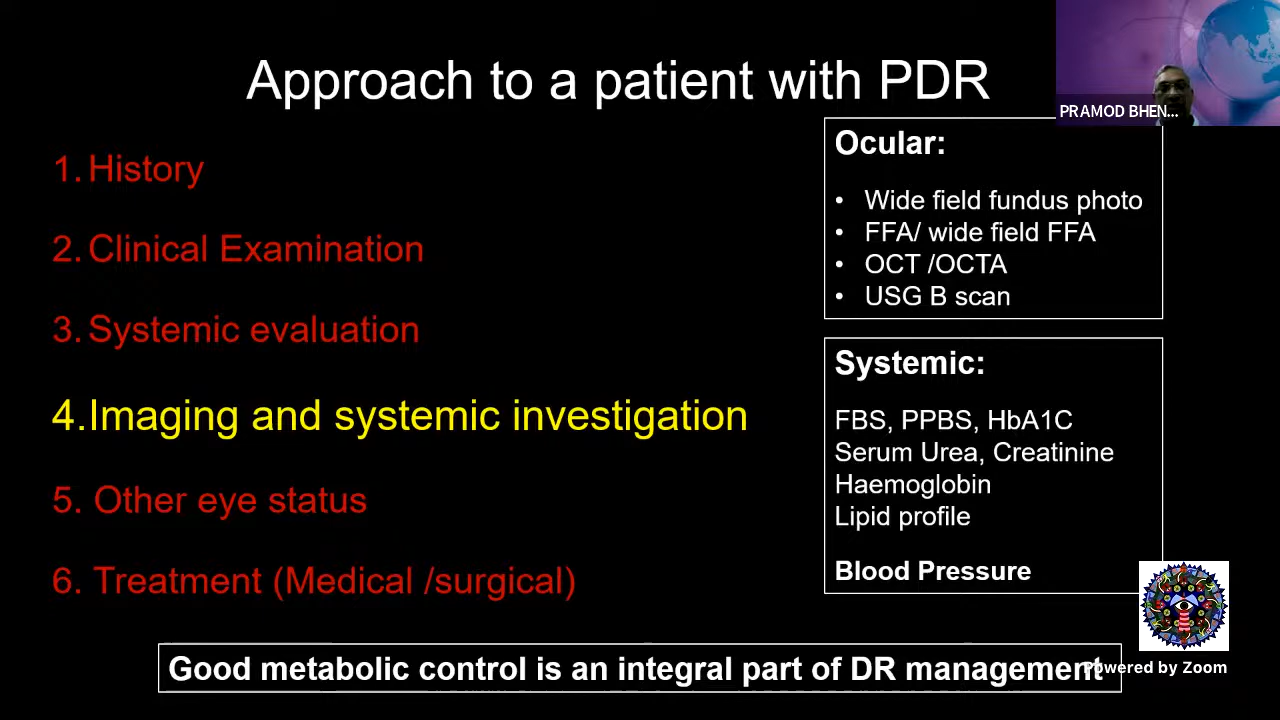 Approach to a patient with PDR
PRAMOD BHEN...
1. History
2. Clinical Examination
3. Systemic evaluation
4.Imaging and systemic investigation
5. Other eye status
6. Treatment (Medical /surgical)
Ocular:
• Wide field fundus photo
• FFA/ wide field FFA
• OCT /OCTA
• USG B scan
Systemic:
FBS, PPBS, HbA1C
Serum Urea, Creatinine
Haemoglobin
Lipid profile
Blood Pressure
Good metabolic control is an integral part of DR management
Powered by Zoom